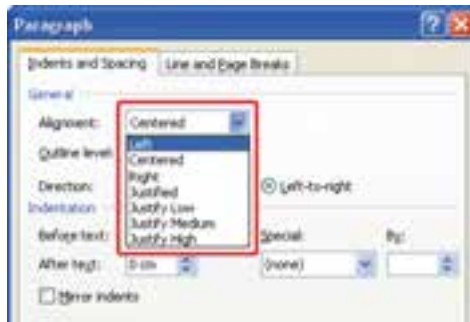 Paragraph
Indents and Spacing Line and Page Breaks
General
Alignment: Centered
Left
Outline level: Centered
Right
Direction: Justified Left-to-right
Indentation Justify Low
Justify Medium
Before text: Justify High Special: By:
After text: 0 cm (none)
Mirror indents